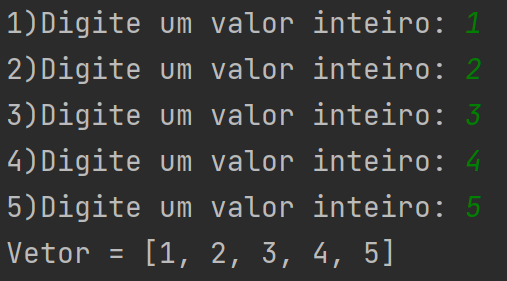 1)Digite um valor inteiro: 1
2)Digite um valor inteiro: 2
3)Digite um valor inteiro: 3
4)Digite um valor inteiro: 4
5)Digite um valor inteiro: 5
Vetor = [1, 2, 3, 4, 5]